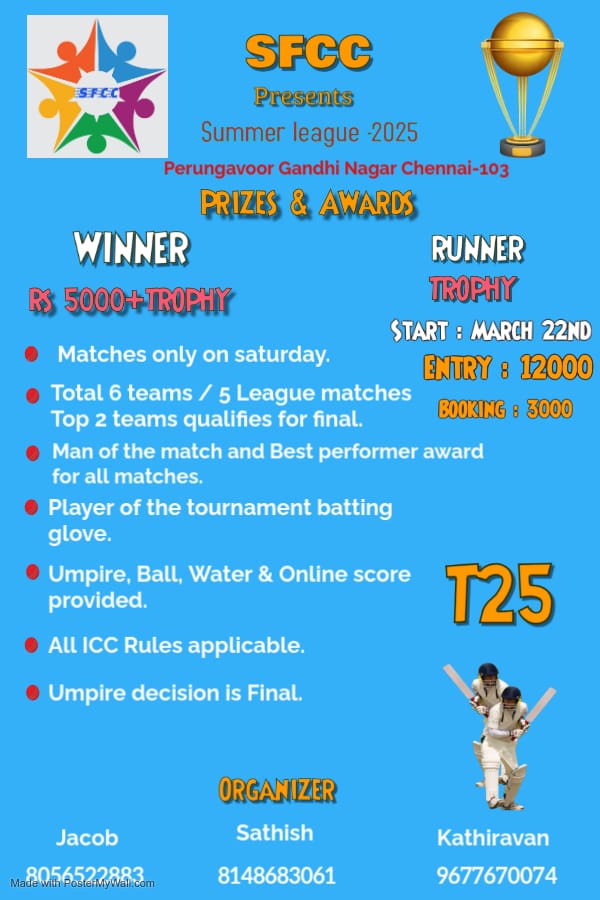 SFCC
SFCC
Presents
Summer league -2025
Perungavoor Gandhi Nagar Chennai-103
PRIZES & AWARDS
WINNER
RS 5000+TROPHY
RUNNER
TROPHY
START : MARCH 22ND
ENTRY : 12000
BOOKING : 3000
Matches only on saturday.
Total 6 teams / 5 League matches
Top 2 teams qualifies for final.
Man of the match and Best performer award
for all matches.
Player of the tournament batting
glove.
Umpire, Ball, Water & Online score
provided.
All ICC Rules applicable.
Umpire decision is Final.
T25
ORGANIZER
Jacob
8056522883
Sathish
8148683061
Kathiravan
9677670074
Made with PosterMyWall.com